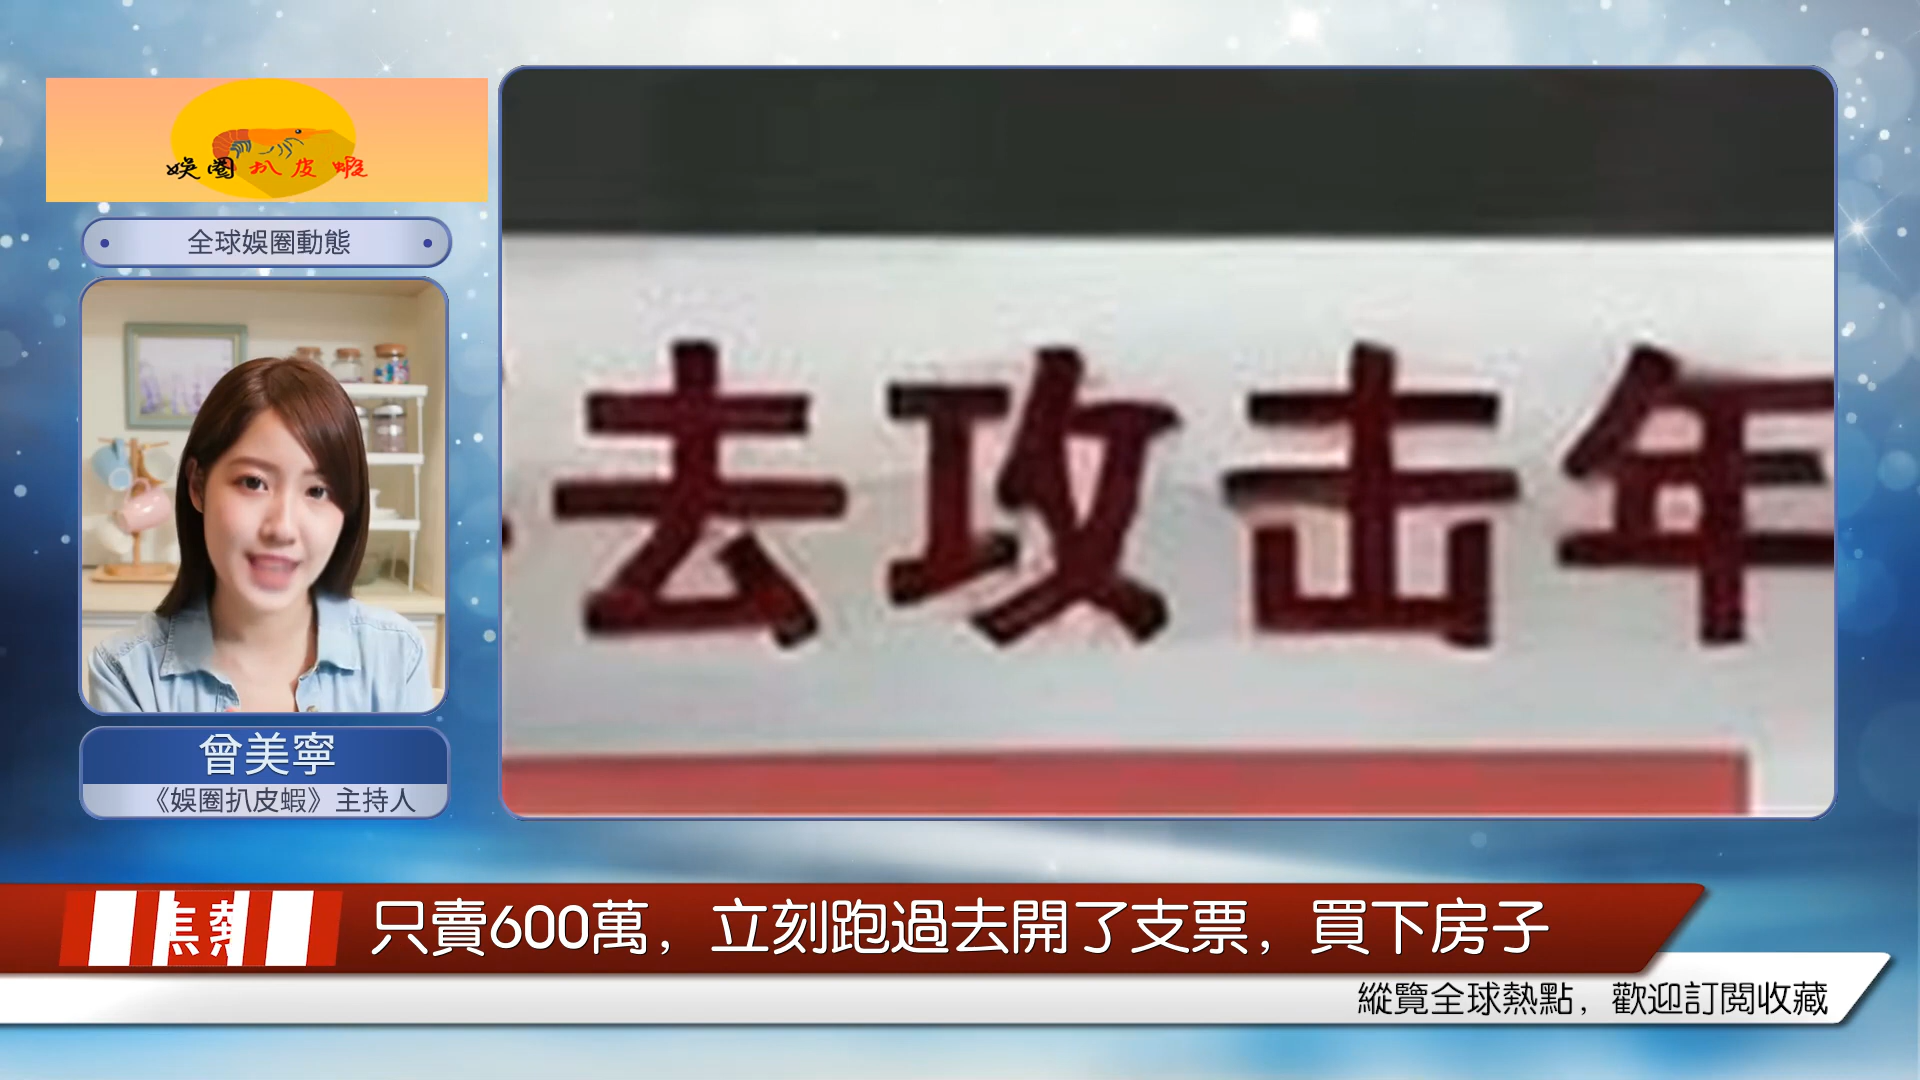 娛圈扒皮蝦
全球娛圈動態
去攻击年
曾美寧
《娛圈扒皮蝦》主持人
只賣600萬，立刻跑過去開了支票，買下房子
縱覽全球熱點，歡迎訂閱收藏